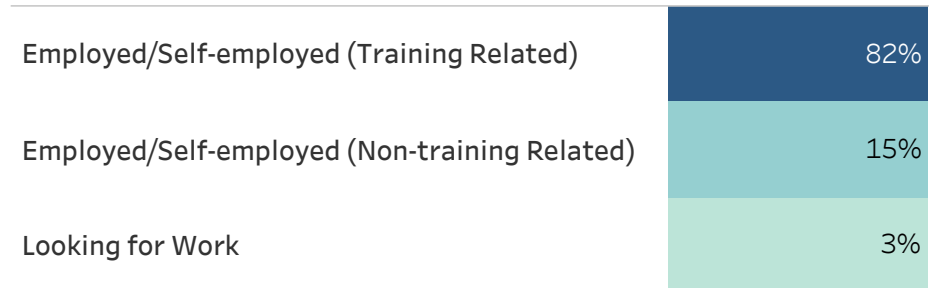 Employed/Self-employed (Training Related) 82%
Employed/Self-employed (Non-training Related) 15%
Looking for Work 3%